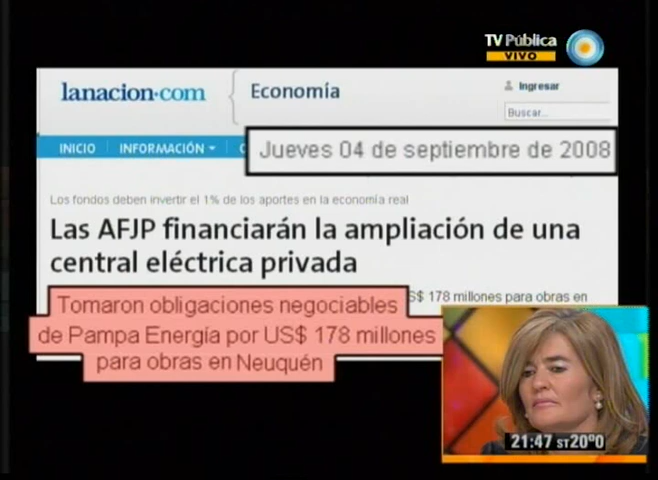 TV Pública
VIVO
lanacion.com
Economía
Ingresar
Buscar...
INICIO INFORMACIÓN
Jueves 04 de septiembre de 2008
Los fondos deben invertir el 1% de los aportes en la economía real
Las AFJP financiarán la ampliación de una
central eléctrica privada
S$ 178 millones para obras en
Tomaron obligaciones negociables
de Pampa Energía por US$ 178 millones
para obras en Neuquén
21:47 ST20º0